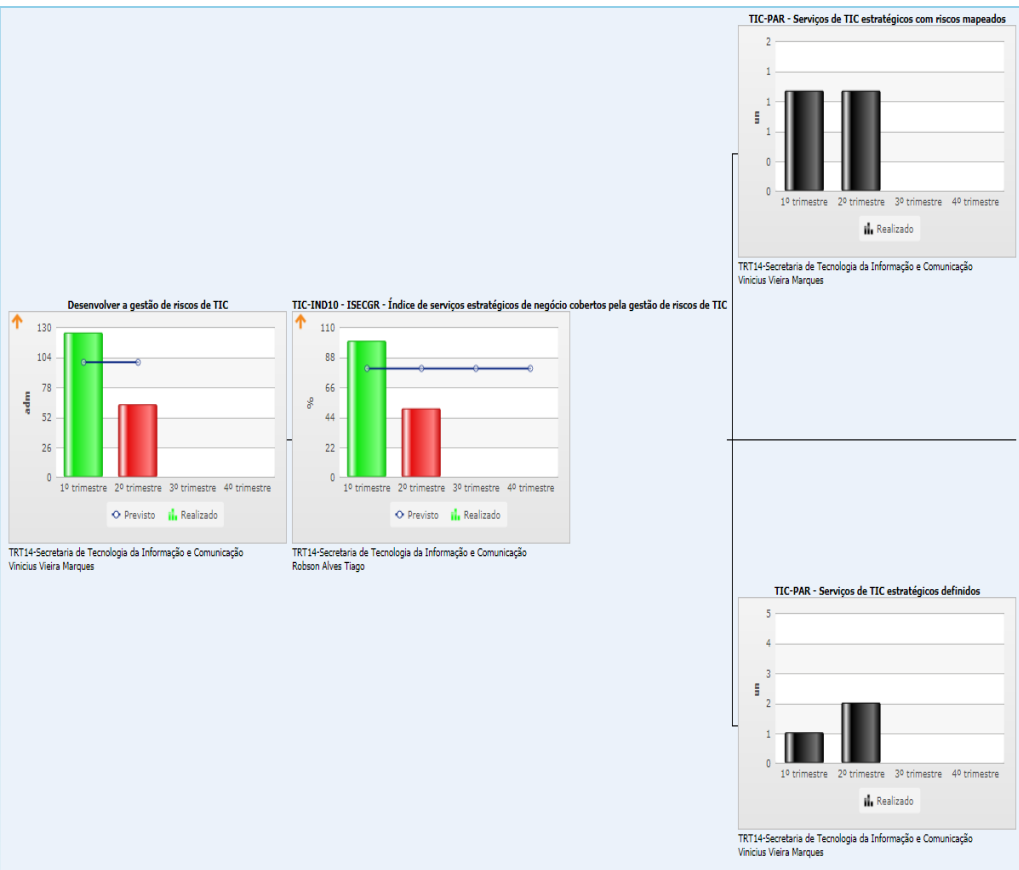 TIC-PAR - Serviços de TIC estratégicos com riscos mapeados
2
1
1
1
0
0
un
1º trimestre 2º trimestre 3º trimestre 4º trimestre
Realizado
TRT14-Secretaria de Tecnologia da Informação e Comunicação
Vinicius Vieira Marques
Desenvolver a gestão de riscos de TIC
130
104
78
52
26
0
adm
1º trimestre 2º trimestre 3º trimestre 4º trimestre
Previsto Realizado
TRT14-Secretaria de Tecnologia da Informação e Comunicação
Vinicius Vieira Marques
TIC-IND10 - ISECGR - Índice de serviços estratégicos de negócio cobertos pela gestão de riscos de TIC
110
88
66
44
22
0
%
1º trimestre 2º trimestre 3º trimestre 4º trimestre
Previsto Realizado
TRT14-Secretaria de Tecnologia da Informação e Comunicação
Robson Alves Tiago
TIC-PAR - Serviços de TIC estratégicos definidos
5
4
3
2
1
0
un
1º trimestre 2º trimestre 3º trimestre 4º trimestre
Realizado
TRT14-Secretaria de Tecnologia da Informação e Comunicação
Vinicius Vieira Marques